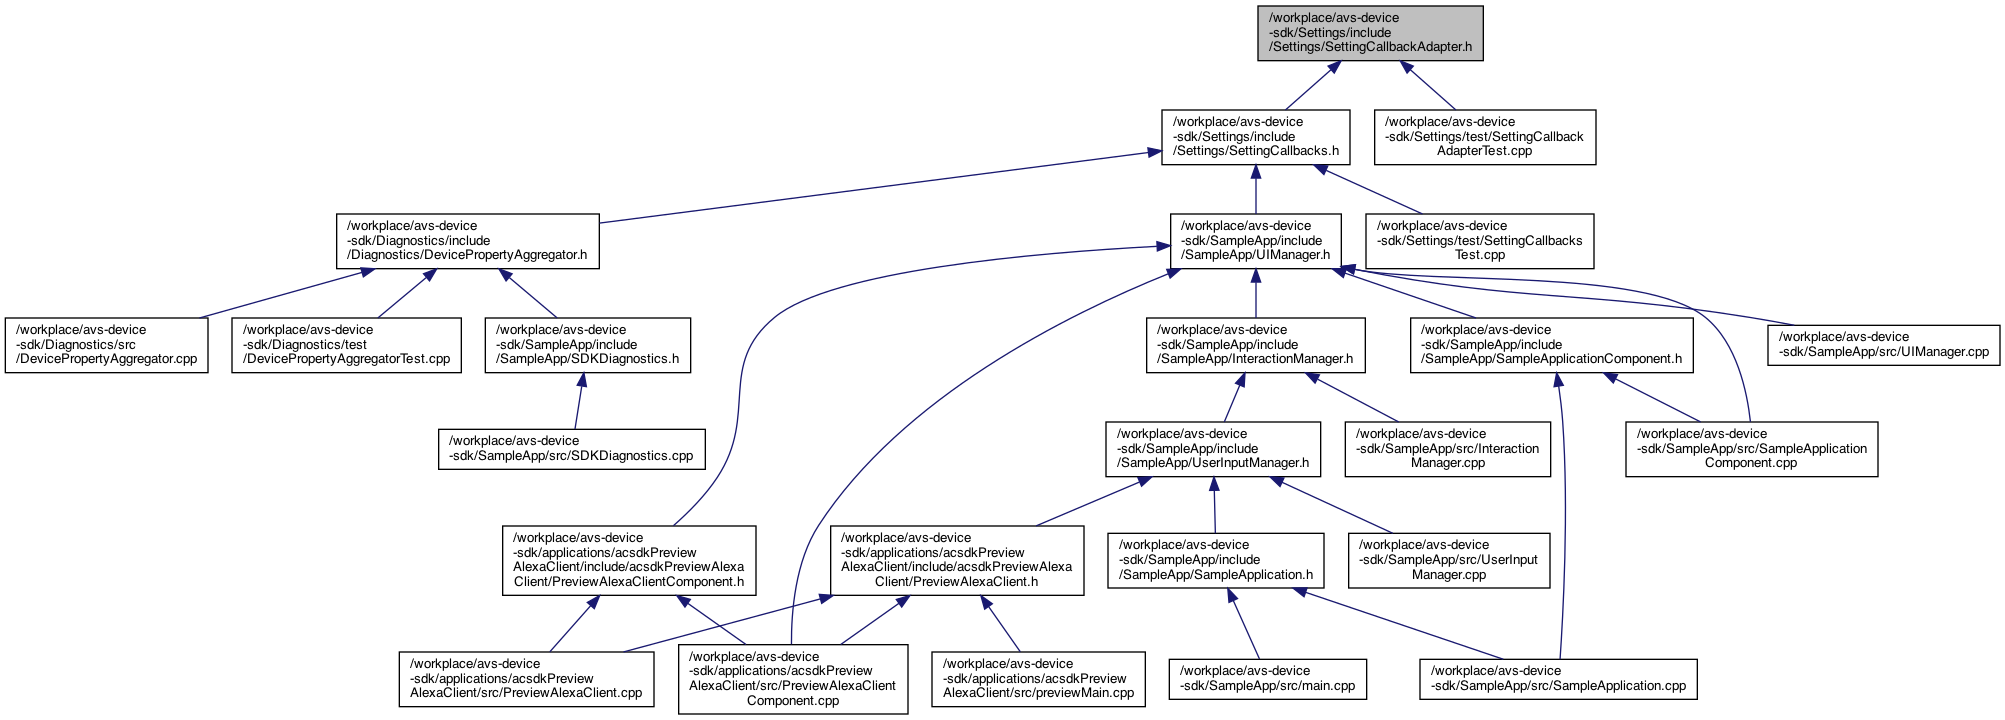 /workplace/avs-device
-sdk/Settings/include
/Settings/SettingCallbackAdapter.h
/workplace/avs-device
-sdk/Settings/include
/Settings/SettingCallbacks.h
/workplace/avs-device
-sdk/Settings/test/SettingCallback
AdapterTest.cpp
/workplace/avs-device
-sdk/Diagnostics/include
/Diagnostics/DevicePropertyAggregator.h
/workplace/avs-device
-sdk/SampleApp/include
/SampleApp/UIManager.h
/workplace/avs-device
-sdk/Settings/test/SettingCallbacks
Test.cpp
/workplace/avs-device
-sdk/Diagnostics/src
/DevicePropertyAggregator.cpp
/workplace/avs-device
-sdk/Diagnostics/test
/DevicePropertyAggregatorTest.cpp
/workplace/avs-device
-sdk/SampleApp/include
/SampleApp/SDKDiagnostics.h
/workplace/avs-device
-sdk/SampleApp/include
/SampleApp/InteractionManager.h
/workplace/avs-device
-sdk/SampleApp/include
/SampleApp/SampleApplicationComponent.h
/workplace/avs-device
-sdk/SampleApp/src/UIManager.cpp
/workplace/avs-device
-sdk/SampleApp/src/SDKDiagnostics.cpp
/workplace/avs-device
-sdk/SampleApp/include
/SampleApp/UserInputManager.h
/workplace/avs-device
-sdk/SampleApp/src/Interaction
Manager.cpp
/workplace/avs-device
-sdk/SampleApp/src/SampleApplication
Component.cpp
/workplace/avs-device
-sdk/applications/acsdkPreview
AlexaClient/include/acsdkPreviewAlexa
Client/PreviewAlexaClientComponent.h
/workplace/avs-device
-sdk/applications/acsdkPreview
AlexaClient/include/acsdkPreviewAlexa
Client/PreviewAlexaClient.h
/workplace/avs-device
-sdk/SampleApp/include
/SampleApp/SampleApplication.h
/workplace/avs-device
-sdk/SampleApp/src/UserInput
Manager.cpp
/workplace/avs-device
-sdk/applications/acsdkPreview
AlexaClient/src/PreviewAlexaClient.cpp
/workplace/avs-device
-sdk/applications/acsdkPreview
AlexaClient/src/PreviewAlexaClient
Component.cpp
/workplace/avs-device
-sdk/applications/acsdkPreview
AlexaClient/src/previewMain.cpp
/workplace/avs-device
-sdk/SampleApp/src/main.cpp
/workplace/avs-device
-sdk/SampleApp/src/SampleApplication.cpp